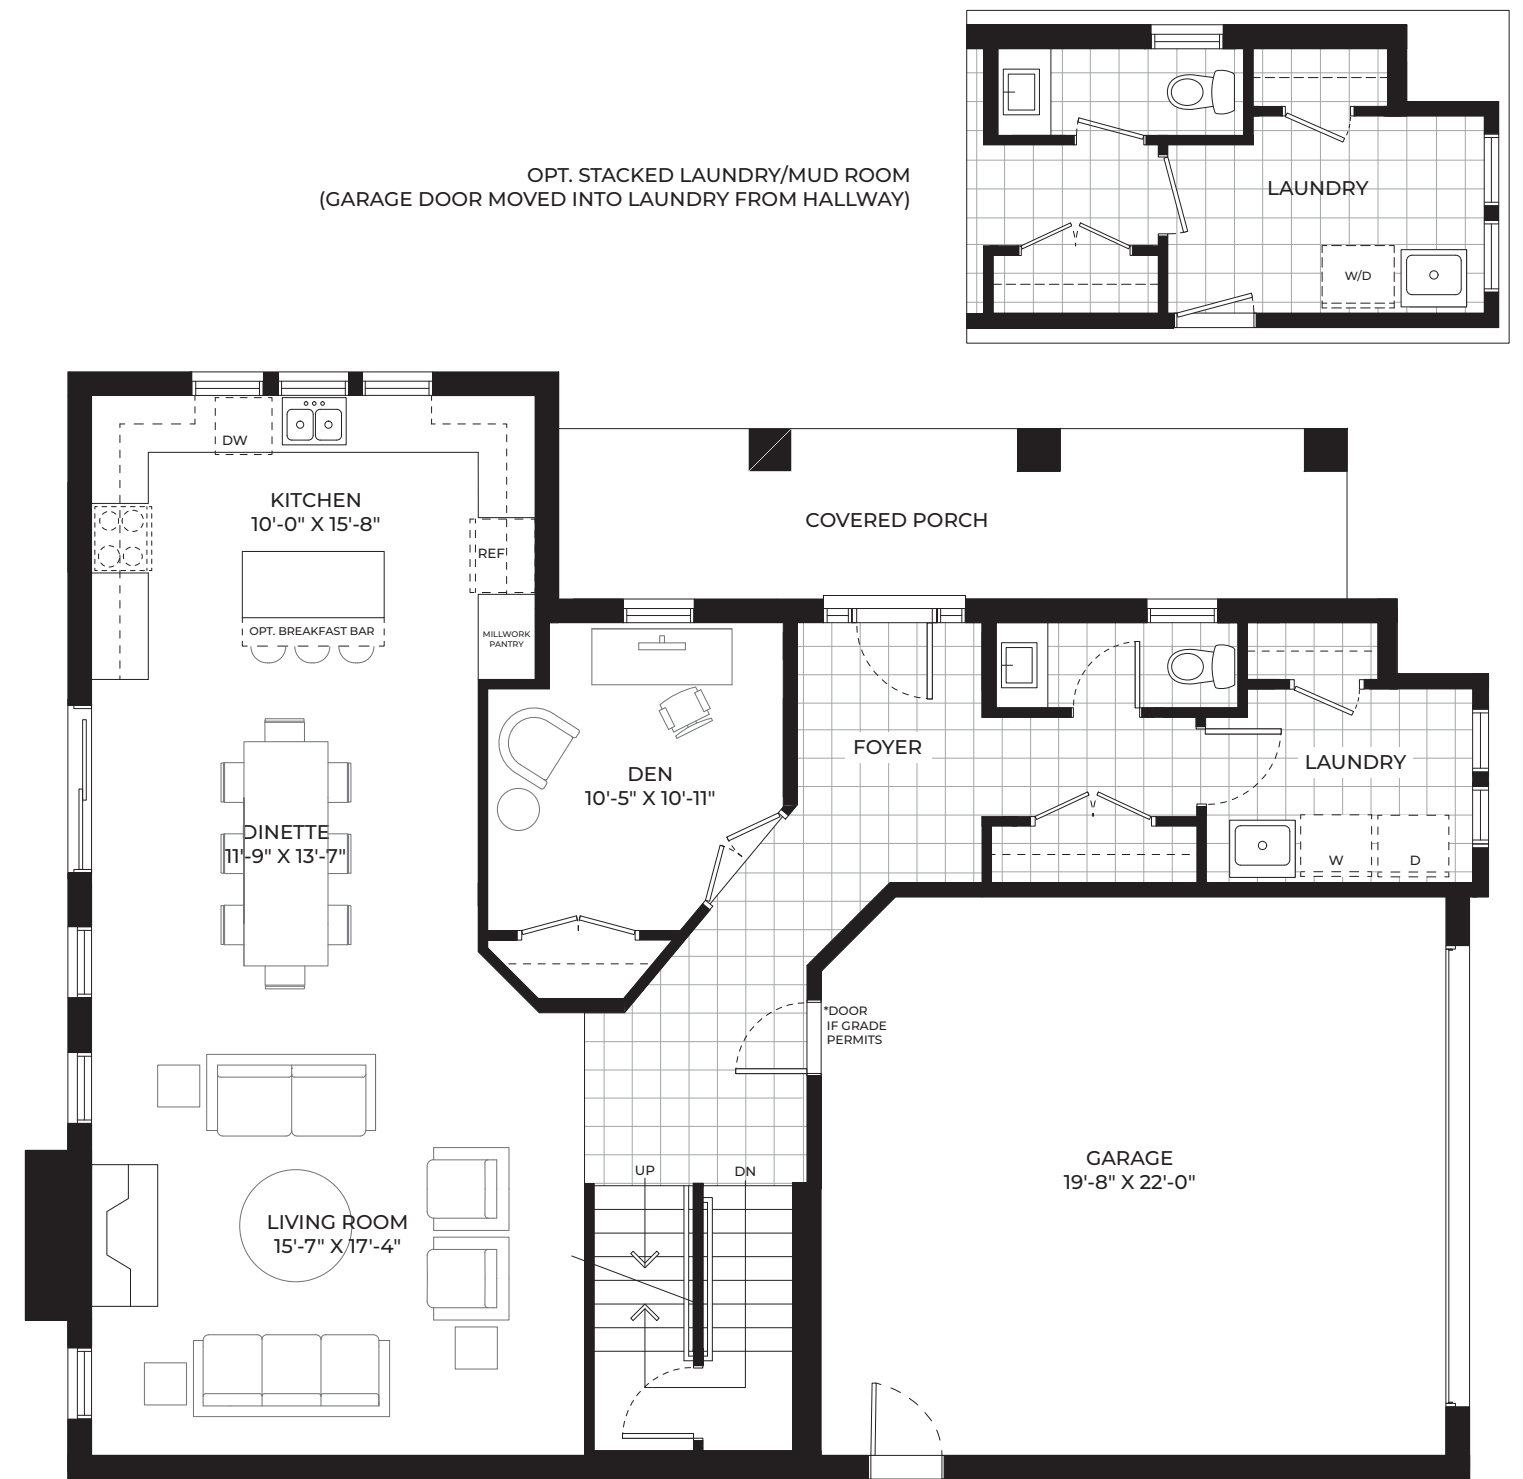 OPT. STACKED LAUNDRY/MUD ROOM
(GARAGE DOOR MOVED INTO LAUNDRY FROM HALLWAY)
LAUNDRY
W/D
DW
KITCHEN
10'-0" X 15'-8"
REF
OPT. BREAKFAST BAR
MILLWORK
PANTRY
COVERED PORCH
DINETTE
11'-9" X 13'-7"
DEN
10'-5" X 10'-11"
FOYER
LAUNDRY
W
D
*DOOR
IF GRADE
PERMITS
UP
DN
LIVING ROOM
15'-7" X 17'-4"
GARAGE
19'-8" X 22'-0"